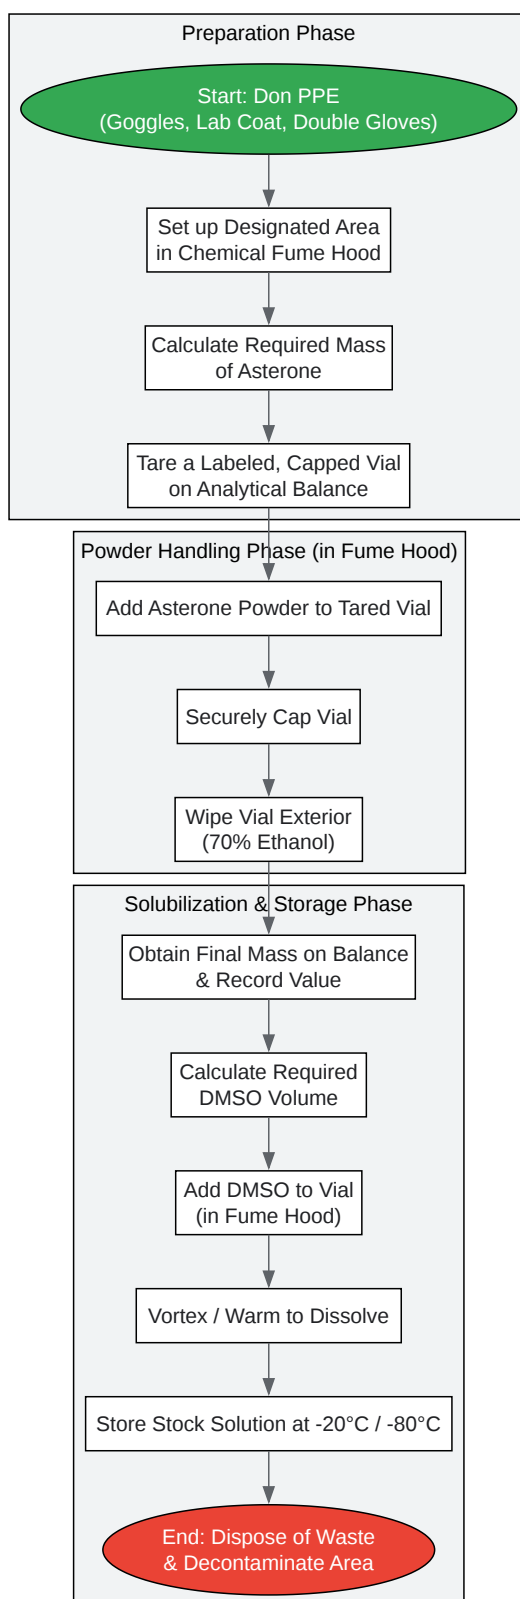 Preparation Phase
Start: Don PPE
(Goggles, Lab Coat, Double Gloves)
Set up Designated Area
in Chemical Fume Hood
Calculate Required Mass
of Asterone
Tare a Labeled, Capped Vial
on Analytical Balance
Powder Handling Phase (in Fume Hood)
Add Asterone Powder to Tared Vial
Securely Cap Vial
Wipe Vial Exterior
(70% Ethanol)
Solubilization & Storage Phase
Obtain Final Mass on Balance
& Record Value
Calculate Required
DMSO Volume
Add DMSO to Vial
(in Fume Hood)
Vortex / Warm to Dissolve
Store Stock Solution at -20°C / -80°C
End: Dispose of Waste
& Decontaminate Area